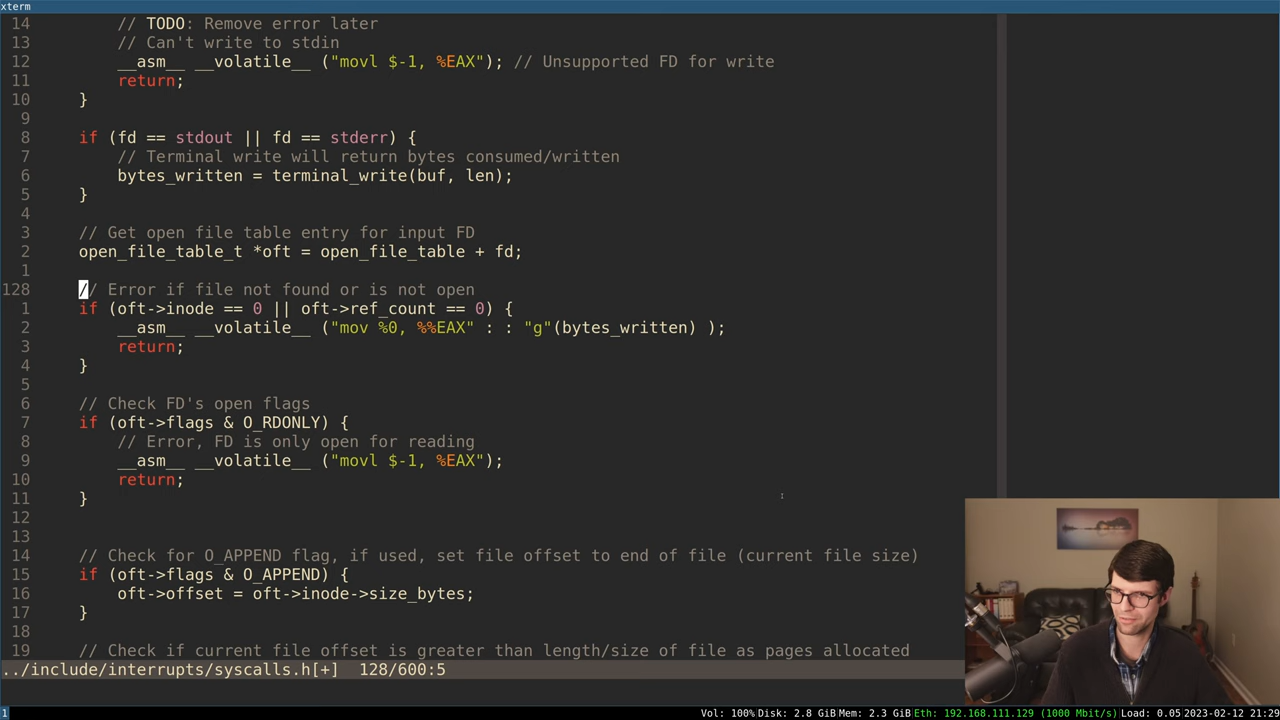 xterm
14 // TODO: Remove error later
13 // Can't write to stdin
12 __asm__ __volatile__ ("movl $-1, %EAX"); // Unsupported FD for write
11 return;
10 }
9
8 if (fd == stdout || fd == stderr) {
7 // Terminal write will return bytes consumed/written
6 bytes_written = terminal_write(buf, len);
5 }
4
3 // Get open file table entry for input FD
2 open_file_table_t *oft = open_file_table + fd;
1
128 // Error if file not found or is not open
1 if (oft->inode == 0 || oft->ref_count == 0) {
2 __asm__ __volatile__ ("mov %0, %%EAX" : : "g"(bytes_written) );
3 return;
4 }
5
6 // Check FD's open flags
7 if (oft->flags & O_RDONLY) {
8 // Error, FD is only open for reading
9 __asm__ __volatile__ ("movl $-1, %EAX");
10 return;
11 }
12
13
14 // Check for O_APPEND flag, if used, set file offset to end of file (current file size)
15 if (oft->flags & O_APPEND) {
16 oft->offset = oft->inode->size_bytes;
17 }
18
19 // Check if current file offset is greater than length/size of file as pages allocated
../include/interrupts/syscalls.h[+] 128/600:5
1 Vol: 100% Disk: 2.8 GiB Mem: 2.3 GiB Eth: 192.168.111.129 (1000 Mbit/s) Load: 0.05 2023-02-12 21:29